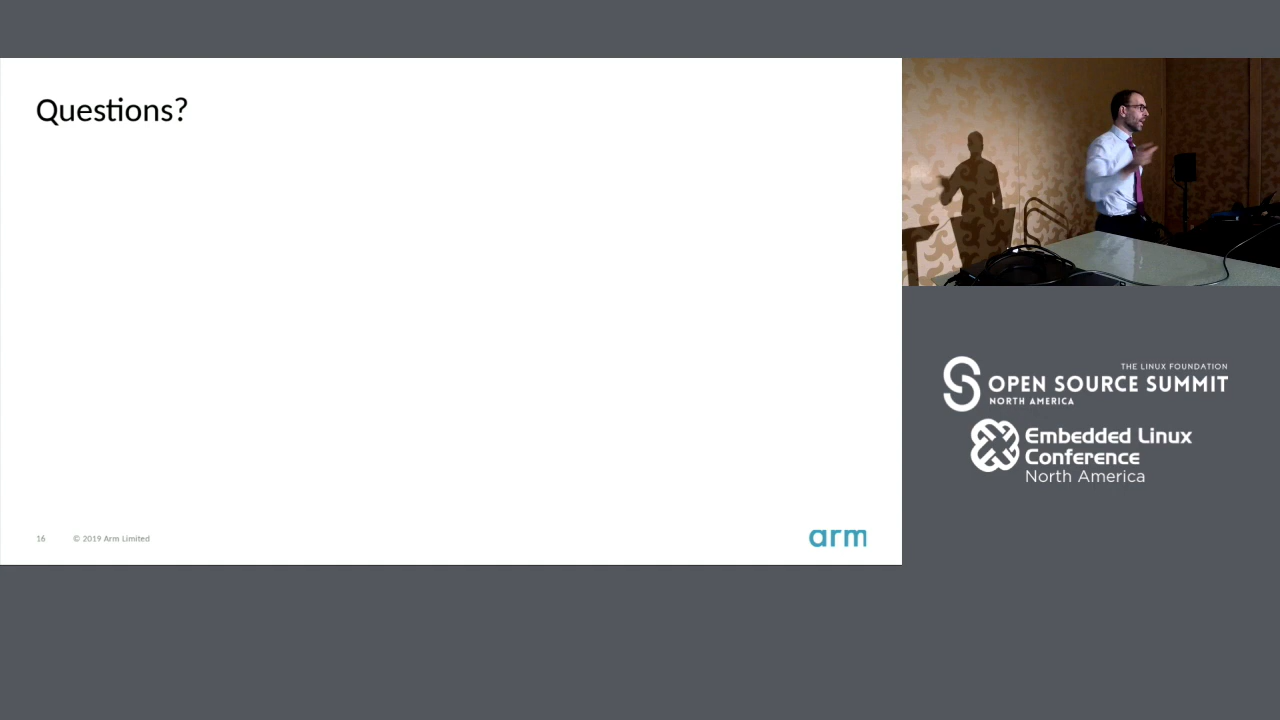 Questions?
16
© 2019 Arm Limited
arm
THE LINUX FOUNDATION
OPEN SOURCE SUMMIT
NORTH AMERICA
Embedded Linux
Conference
North America